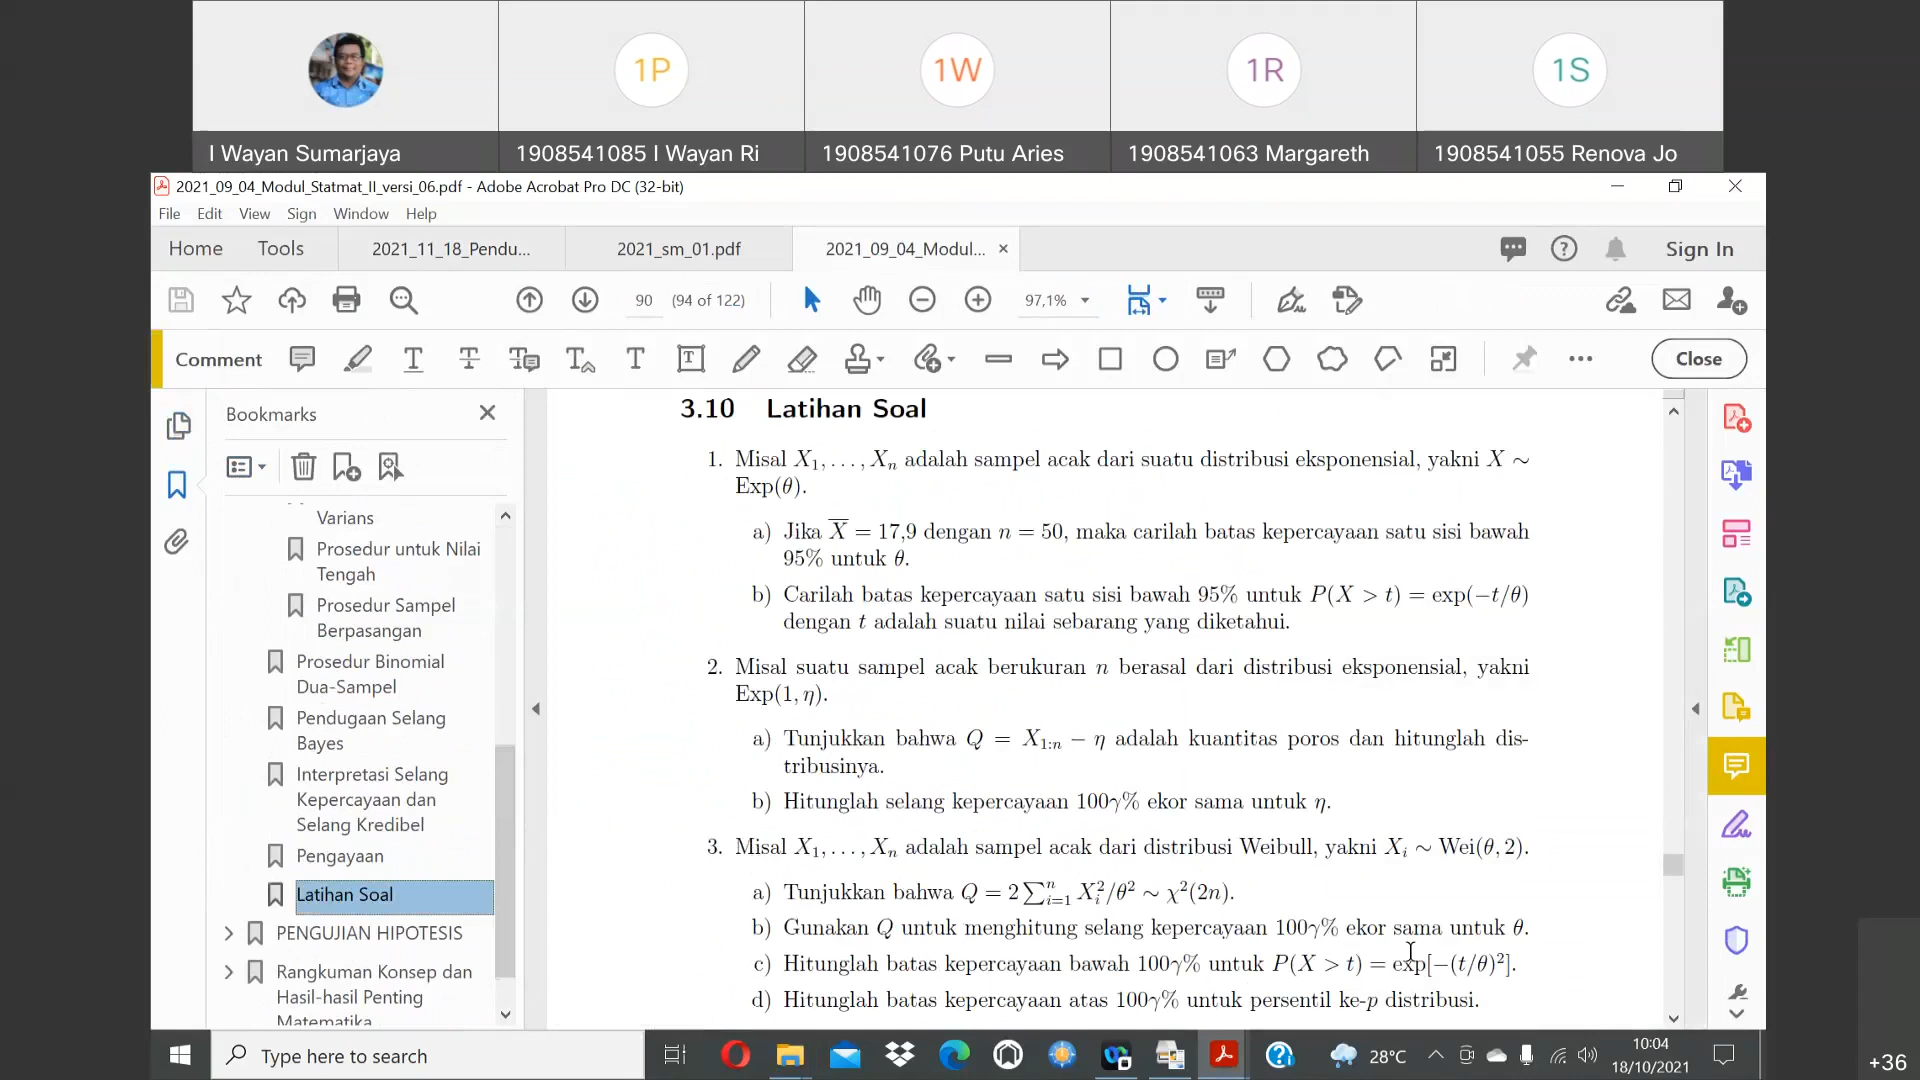 1P
1W
1R
1S
I Wayan Sumarjaya
1908541085 I Wayan Ri
1908541076 Putu Aries
1908541063 Margareth
1908541055 Renova Jo
2021_09_04_Modul_Statmat_II_versi_06.pdf - Adobe Acrobat Pro DC (32-bit)
File Edit View Sign Window Help
Home Tools 2021_11_18_Pendu... 2021_sm_01.pdf 2021_09_04_Modul... Sign In
90 (94 of 122) 97,1%
Comment Close
Bookmarks
Varians
Prosedur untuk Nilai
Tengah
Prosedur Sampel
Berpasangan
Prosedur Binomial
Dua-Sampel
Pendugaan Selang
Bayes
Interpretasi Selang
Kepercayaan dan
Selang Kredibel
Pengayaan
Latihan Soal
PENGUJIAN HIPOTESIS
Rangkuman Konsep dan
Hasil-hasil Penting
Matematika
3.10 Latihan Soal
1. Misal X₁, . . . , Xₙ adalah sampel acak dari suatu distribusi eksponensial, yakni X ∼
Exp(θ).
a) Jika X̅ = 17,9 dengan n = 50, maka carilah batas kepercayaan satu sisi bawah
95% untuk θ.
b) Carilah batas kepercayaan satu sisi bawah 95% untuk P(X > t) = exp(−t/θ)
dengan t adalah suatu nilai sebarang yang diketahui.
2. Misal suatu sampel acak berukuran n berasal dari distribusi eksponensial, yakni
Exp(1, η).
a) Tunjukkan bahwa Q = X₁:ₙ − η adalah kuantitas poros dan hitunglah dis-
tribusinya.
b) Hitunglah selang kepercayaan 100γ% ekor sama untuk η.
3. Misal X₁, . . . , Xₙ adalah sampel acak dari distribusi Weibull, yakni Xᵢ ∼ Wei(θ, 2).
a) Tunjukkan bahwa Q = 2∑ⁿᵢ₌₁ Xᵢ²/θ² ∼ χ²(2n).
b) Gunakan Q untuk menghitung selang kepercayaan 100γ% ekor sama untuk θ.
c) Hitunglah batas kepercayaan bawah 100γ% untuk P(X > t) = exp[−(t/θ)²].
d) Hitunglah batas kepercayaan atas 100γ% untuk persentil ke-p distribusi.
Type here to search
28°C
10:04
18/10/2021
+36